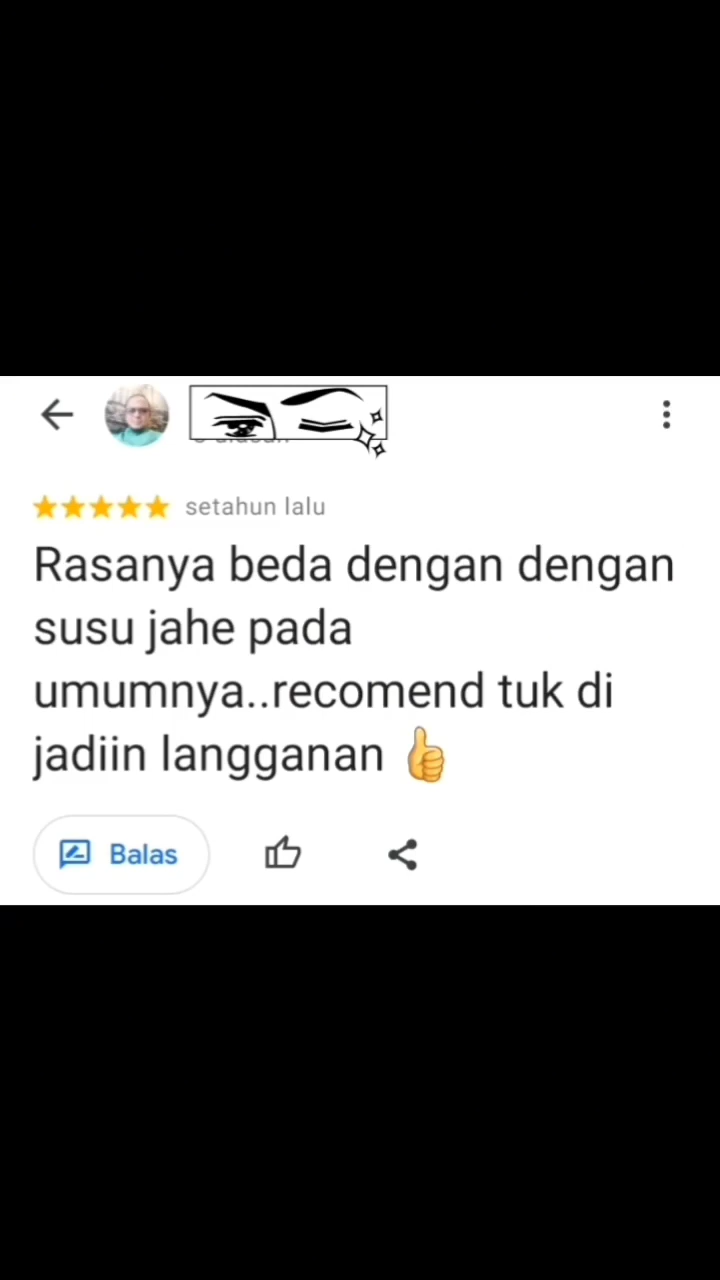 setahun lalu
Rasanya beda dengan dengan
susu jahe pada
umumnya..recomend tuk di
jadiin langganan 👍
Balas